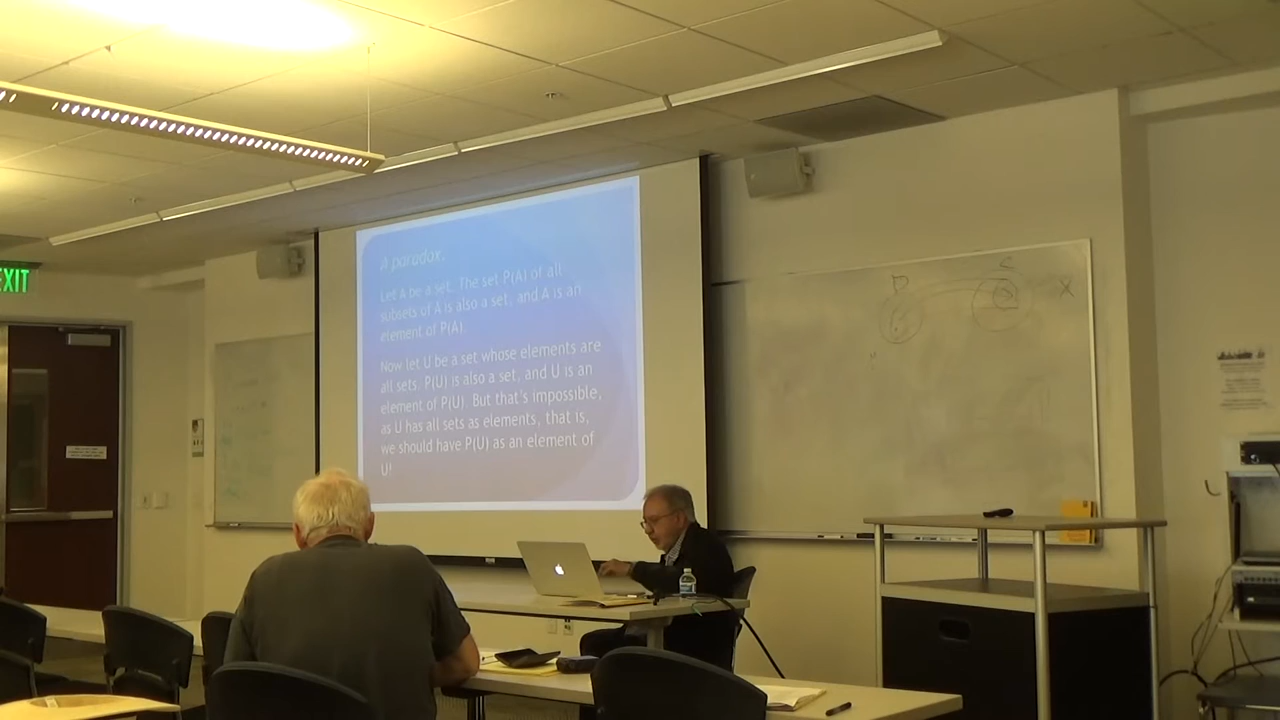 EXIT
A paradox.
Let A be a set. The set P(A) of all
subsets of A is also a set, and A is an
element of P(A).
Now let U be a set whose elements are
all sets. P(U) is also a set, and U is an
element of P(U). But that's impossible,
as U has all sets as elements, that is,
we should have P(U) as an element of
U!
D
C
X